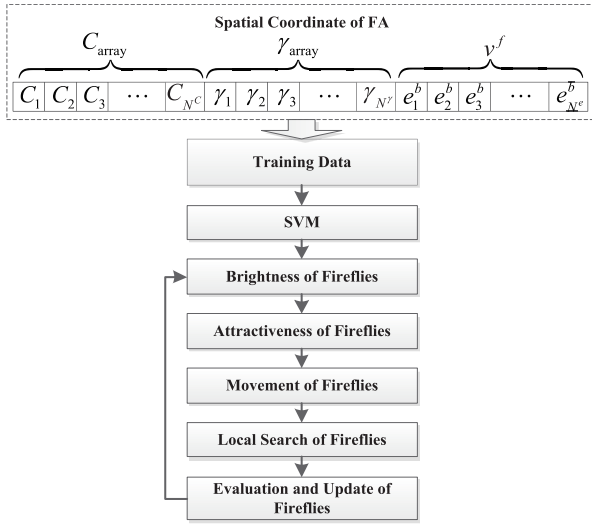 Spatial Coordinate of FA
C_array γ_array v^f
C_1 C_2 C_3 ⋯ C_{N^C} γ_1 γ_2 γ_3 ⋯ γ_{N^γ} e_1^b e_2^b e_3^b ⋯ e_{N^e}^b
Training Data
SVM
Brightness of Fireflies
Attractiveness of Fireflies
Movement of Fireflies
Local Search of Fireflies
Evaluation and Update of
Fireflies